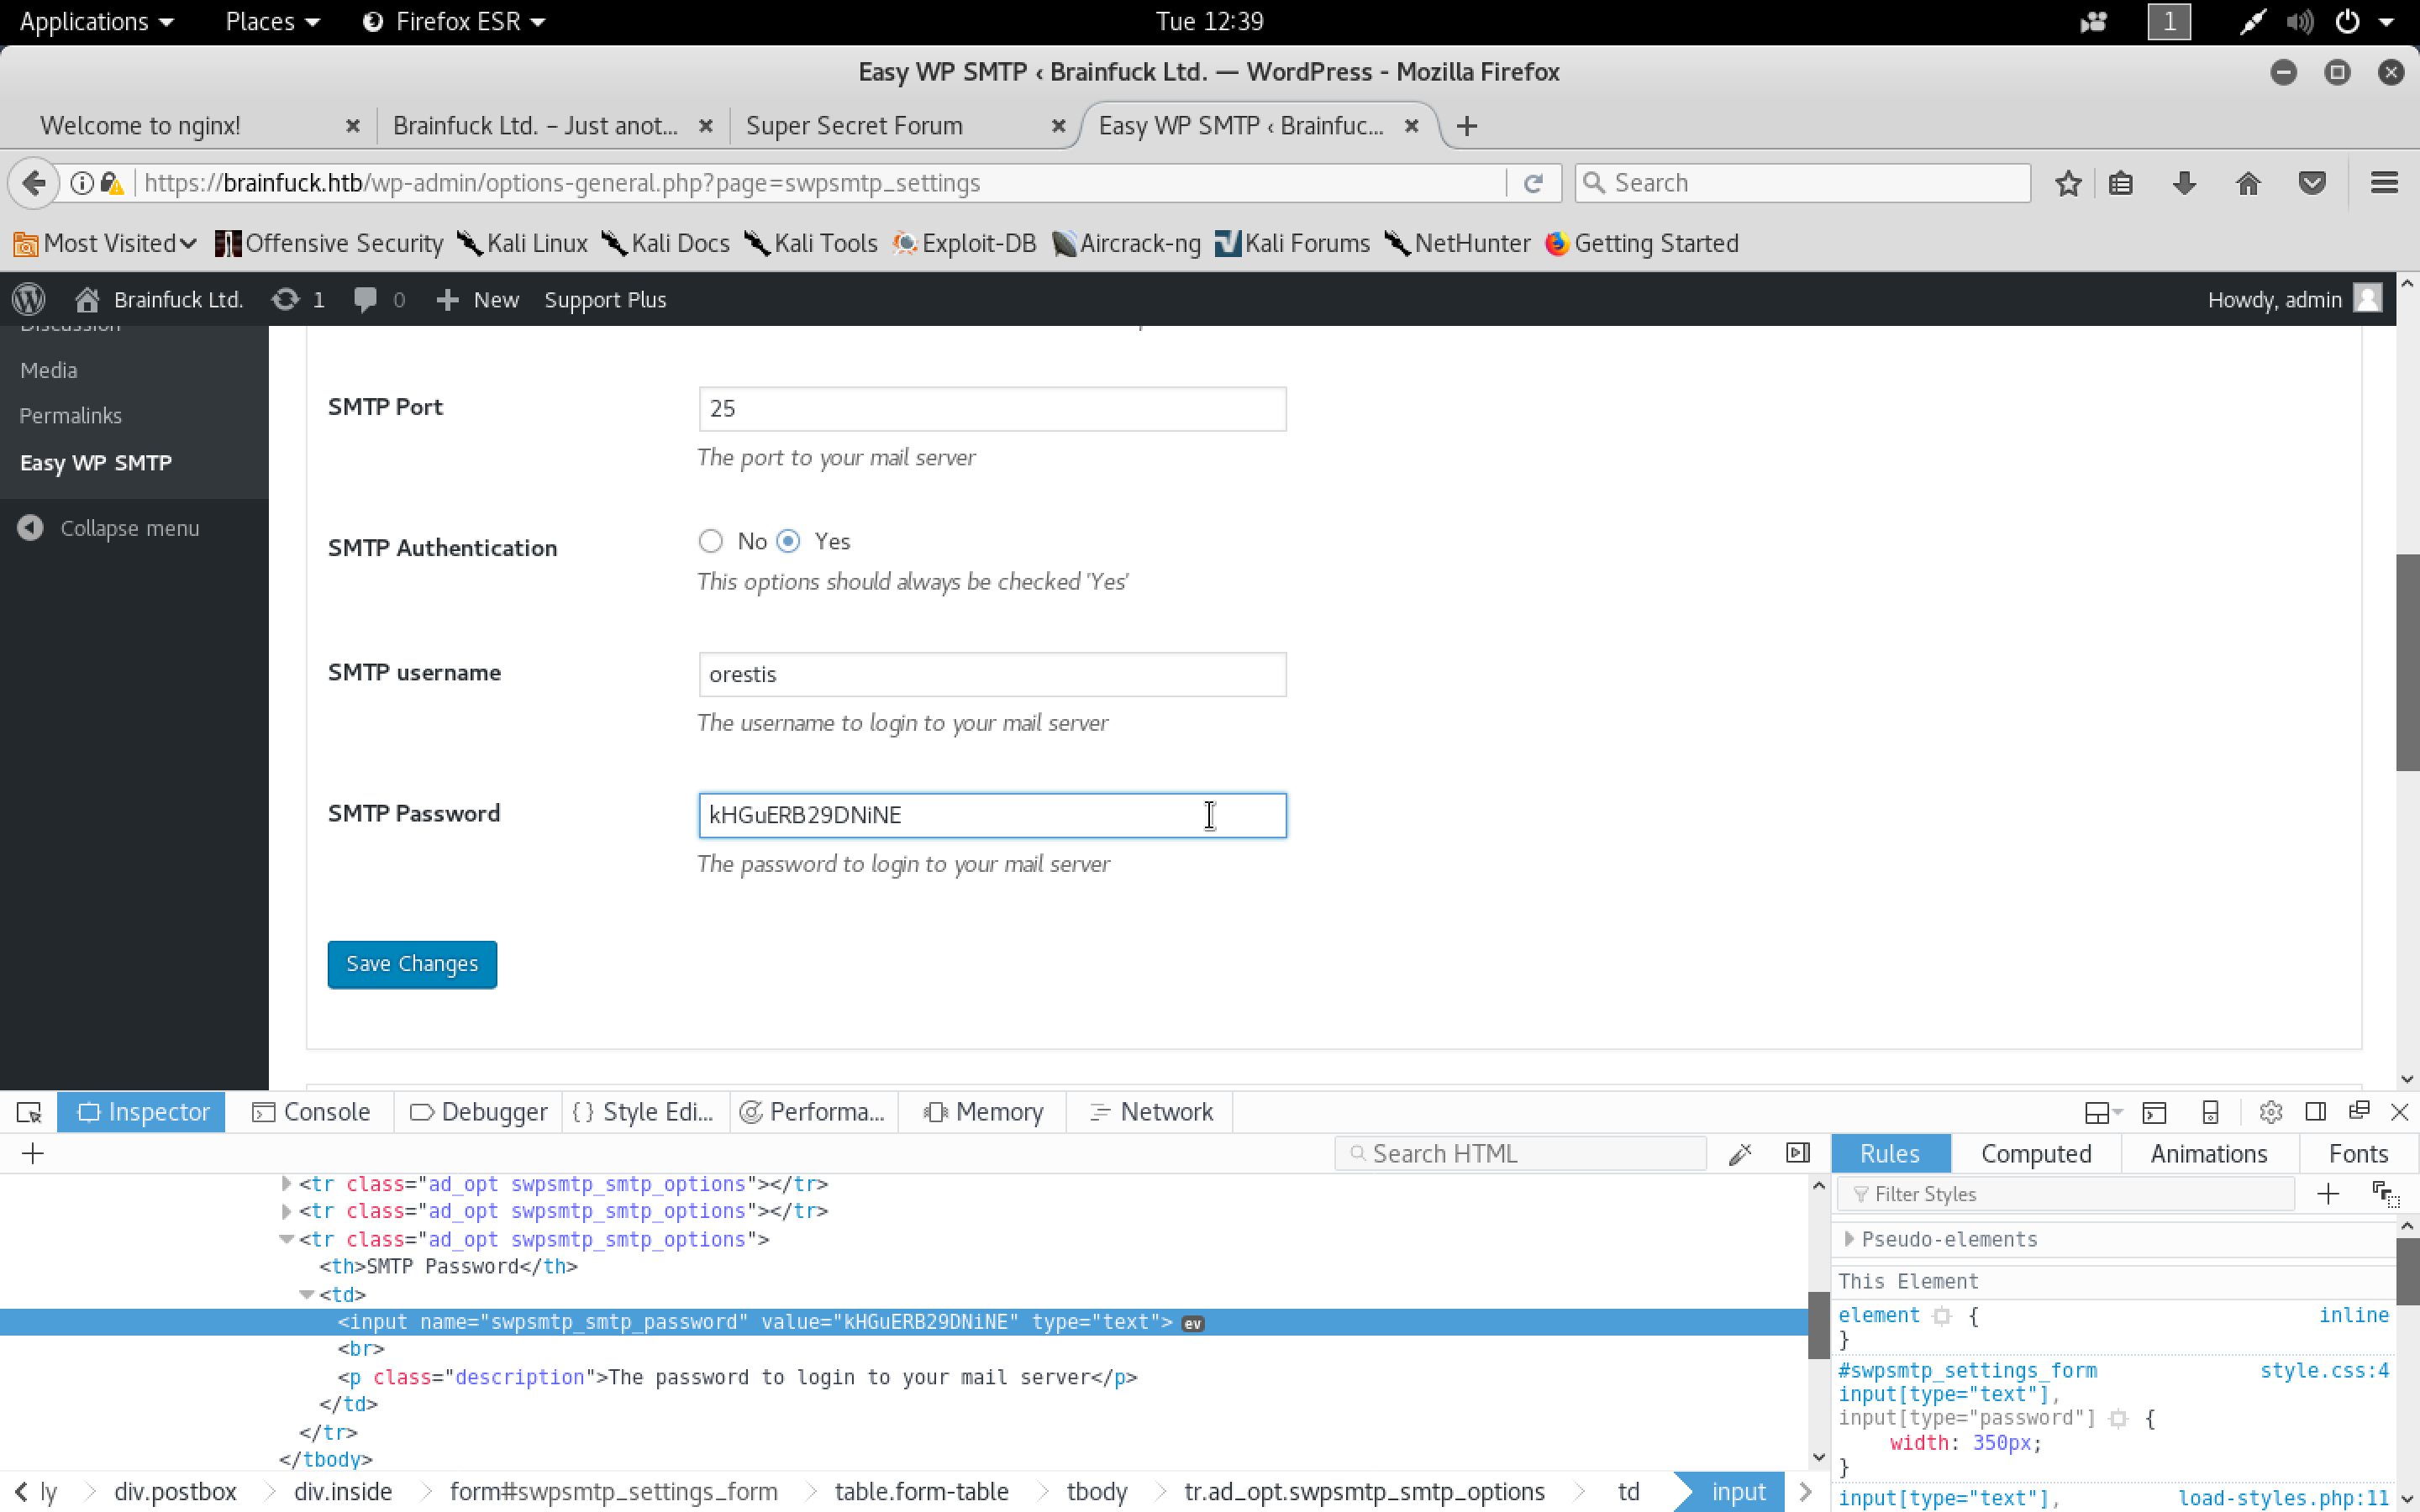 Applications Places Firefox ESR Tue 12:39 1
Easy WP SMTP ‹ Brainfuck Ltd. — WordPress - Mozilla Firefox
Welcome to nginx! Brainfuck Ltd. – Just anot... Super Secret Forum Easy WP SMTP ‹ Brainfuc...
https://brainfuck.htb/wp-admin/options-general.php?page=swpsmtp_settings Search
Most Visited Offensive Security Kali Linux Kali Docs Kali Tools Exploit-DB Aircrack-ng Kali Forums NetHunter Getting Started
Brainfuck Ltd. 1 0 New Support Plus Howdy, admin
Discussion
Media
Permalinks
Easy WP SMTP
Collapse menu
SMTP Port 25
The port to your mail server
SMTP Authentication No Yes
This options should always be checked 'Yes'
SMTP username orestis
The username to login to your mail server
SMTP Password kHGuERB29DNiNE
The password to login to your mail server
Save Changes
Inspector Console Debugger {} Style Edi... Performa... Memory Network
+ Search HTML
<tr class="ad_opt swpsmtp_smtp_options"></tr>
<tr class="ad_opt swpsmtp_smtp_options"></tr>
<tr class="ad_opt swpsmtp_smtp_options">
<th>SMTP Password</th>
<td>
<input name="swpsmtp_smtp_password" value="kHGuERB29DNiNE" type="text"> ev
<br>
<p class="description">The password to login to your mail server</p>
</td>
</tr>
</tbody>
ly div.postbox div.inside form#swpsmtp_settings_form table.form-table tbody tr.ad_opt.swpsmtp_smtp_options td input
Rules Computed Animations Fonts
Filter Styles +
Pseudo-elements
This Element
element { inline
}
#swpsmtp_settings_form style.css:4
input[type="text"],
input[type="password"] {
width: 350px;
}
input[type="text"], load-styles.php:11